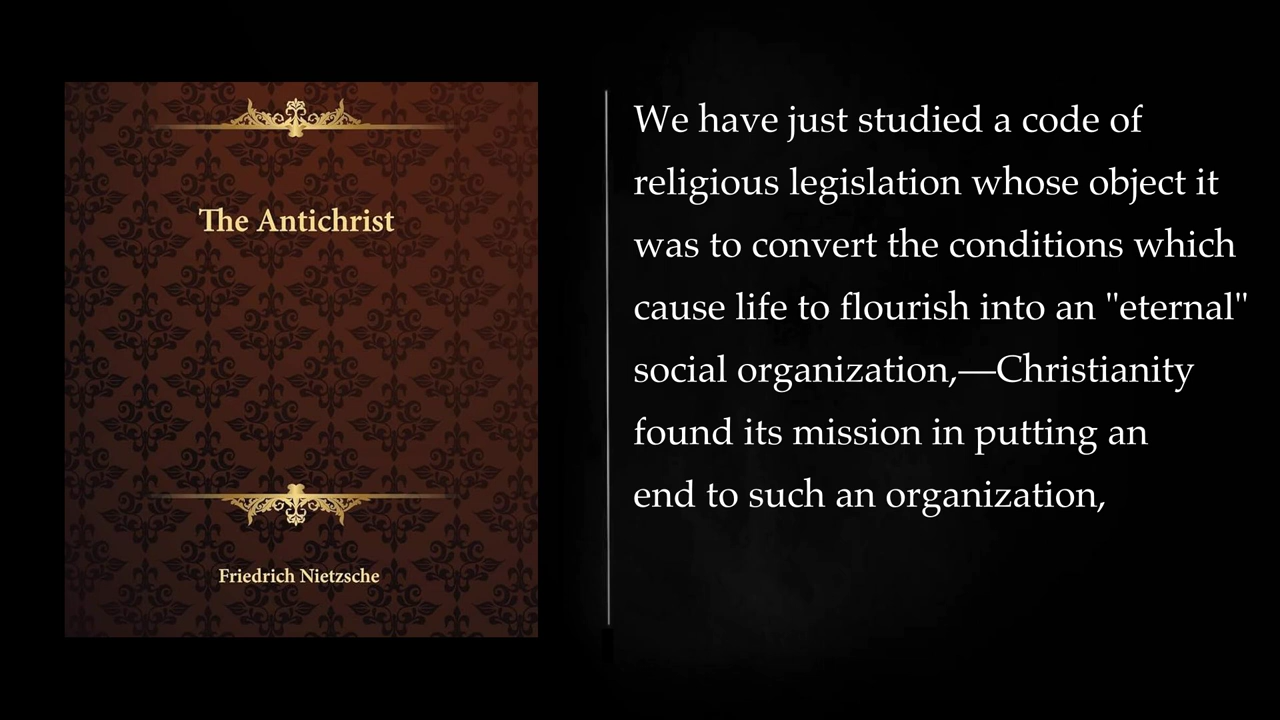 The Antichrist
Friedrich Nietzsche
We have just studied a code of
religious legislation whose object it
was to convert the conditions which
cause life to flourish into an "eternal"
social organization,—Christianity
found its mission in putting an
end to such an organization,